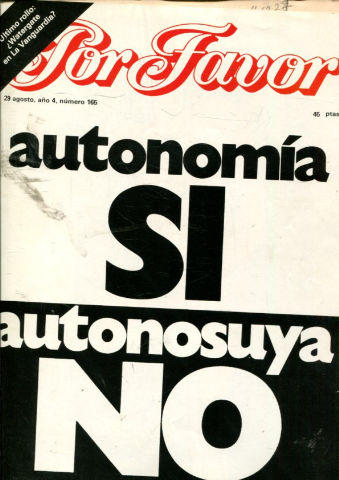 Último rollo:
¿Watergate
en La Vanguardia?
Por Favor
29 agosto, año 4, número 165
45 ptas
autonomía
SI
autonosuya
NO